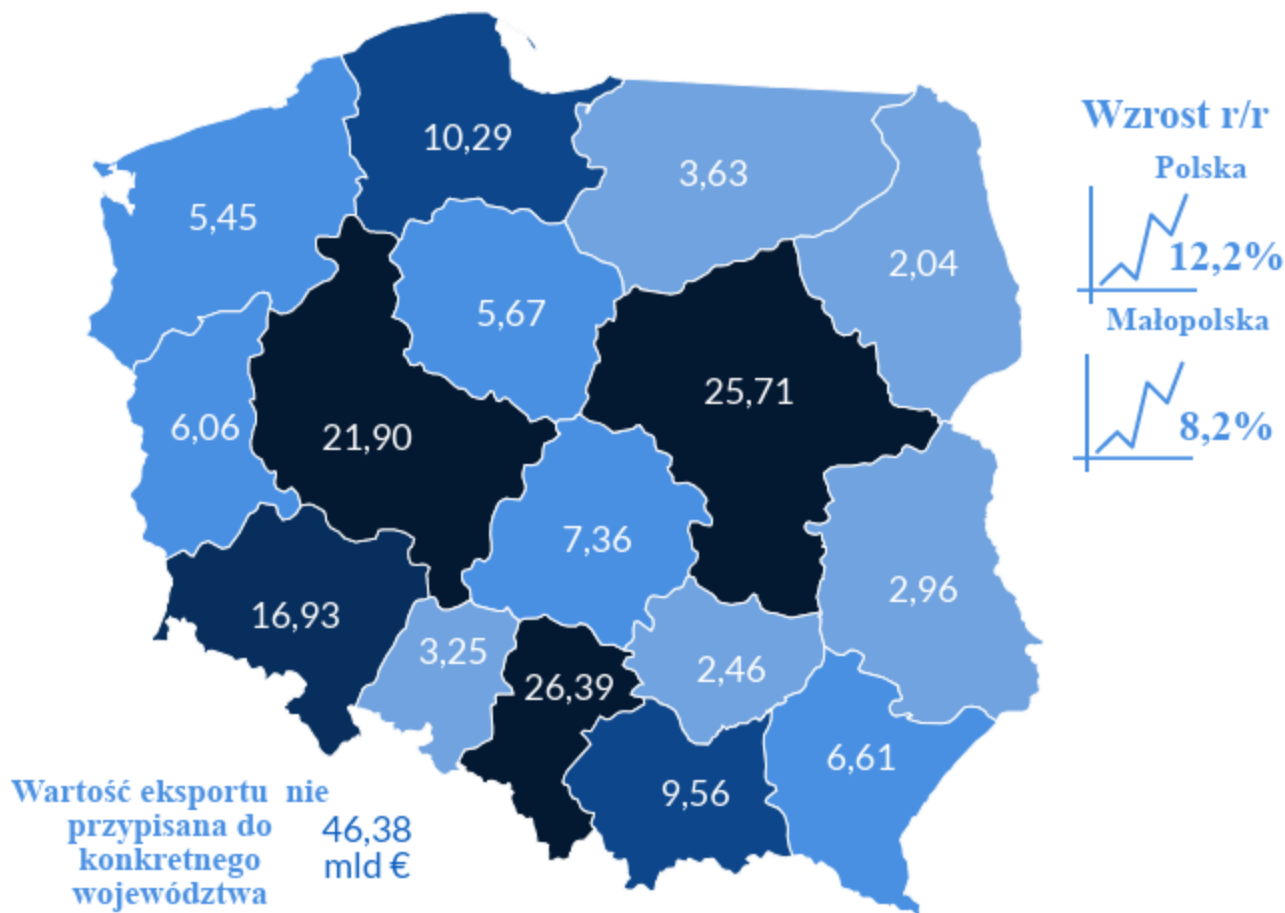 10,29
3,63
Wzrost r/r
Polska
12,2%
5,45
2,04
5,67
Małopolska
8,2%
25,71
6,06
21,90
7,36
2,96
16,93
3,25
2,46
26,39
6,61
9,56
Wartość eksportu nie
przypisana do
konkretnego
województwa
46,38
mld €